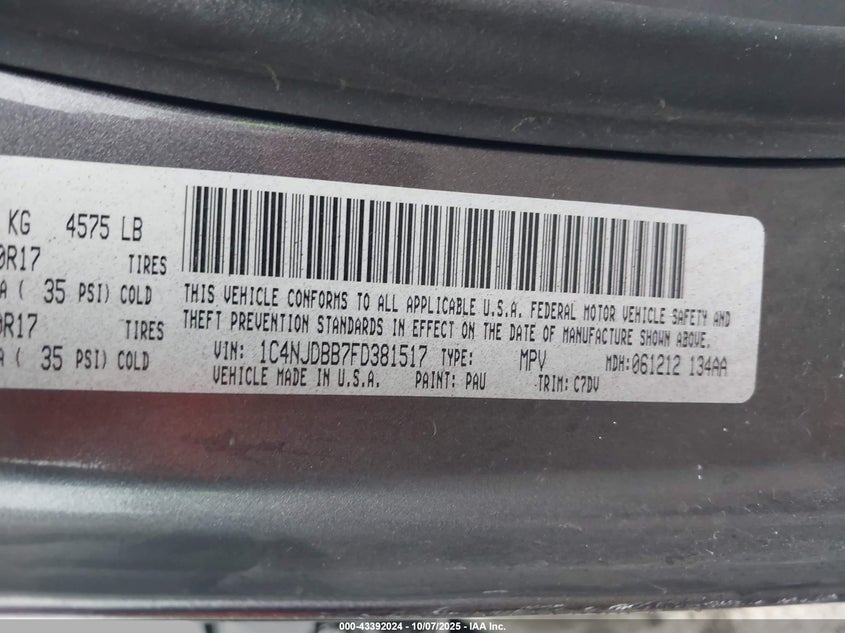 KG 4575 LB
0R17 TIRES
A ( 35 PSI) COLD
0R17 TIRES
A ( 35 PSI) COLD
THIS VEHICLE CONFORMS TO ALL APPLICABLE U.S.A. FEDERAL MOTOR VEHICLE SAFETY AND
THEFT PREVENTION STANDARDS IN EFFECT ON THE DATE OF MANUFACTURE SHOWN ABOVE.
VIN: 1C4NJDBB7FD381517 TYPE: MPV MDH:061212 134AA
VEHICLE MADE IN U.S.A. PAINT: PAU TRIM: C7DV
000-43392024 - 10/07/2025 - IAA Inc.